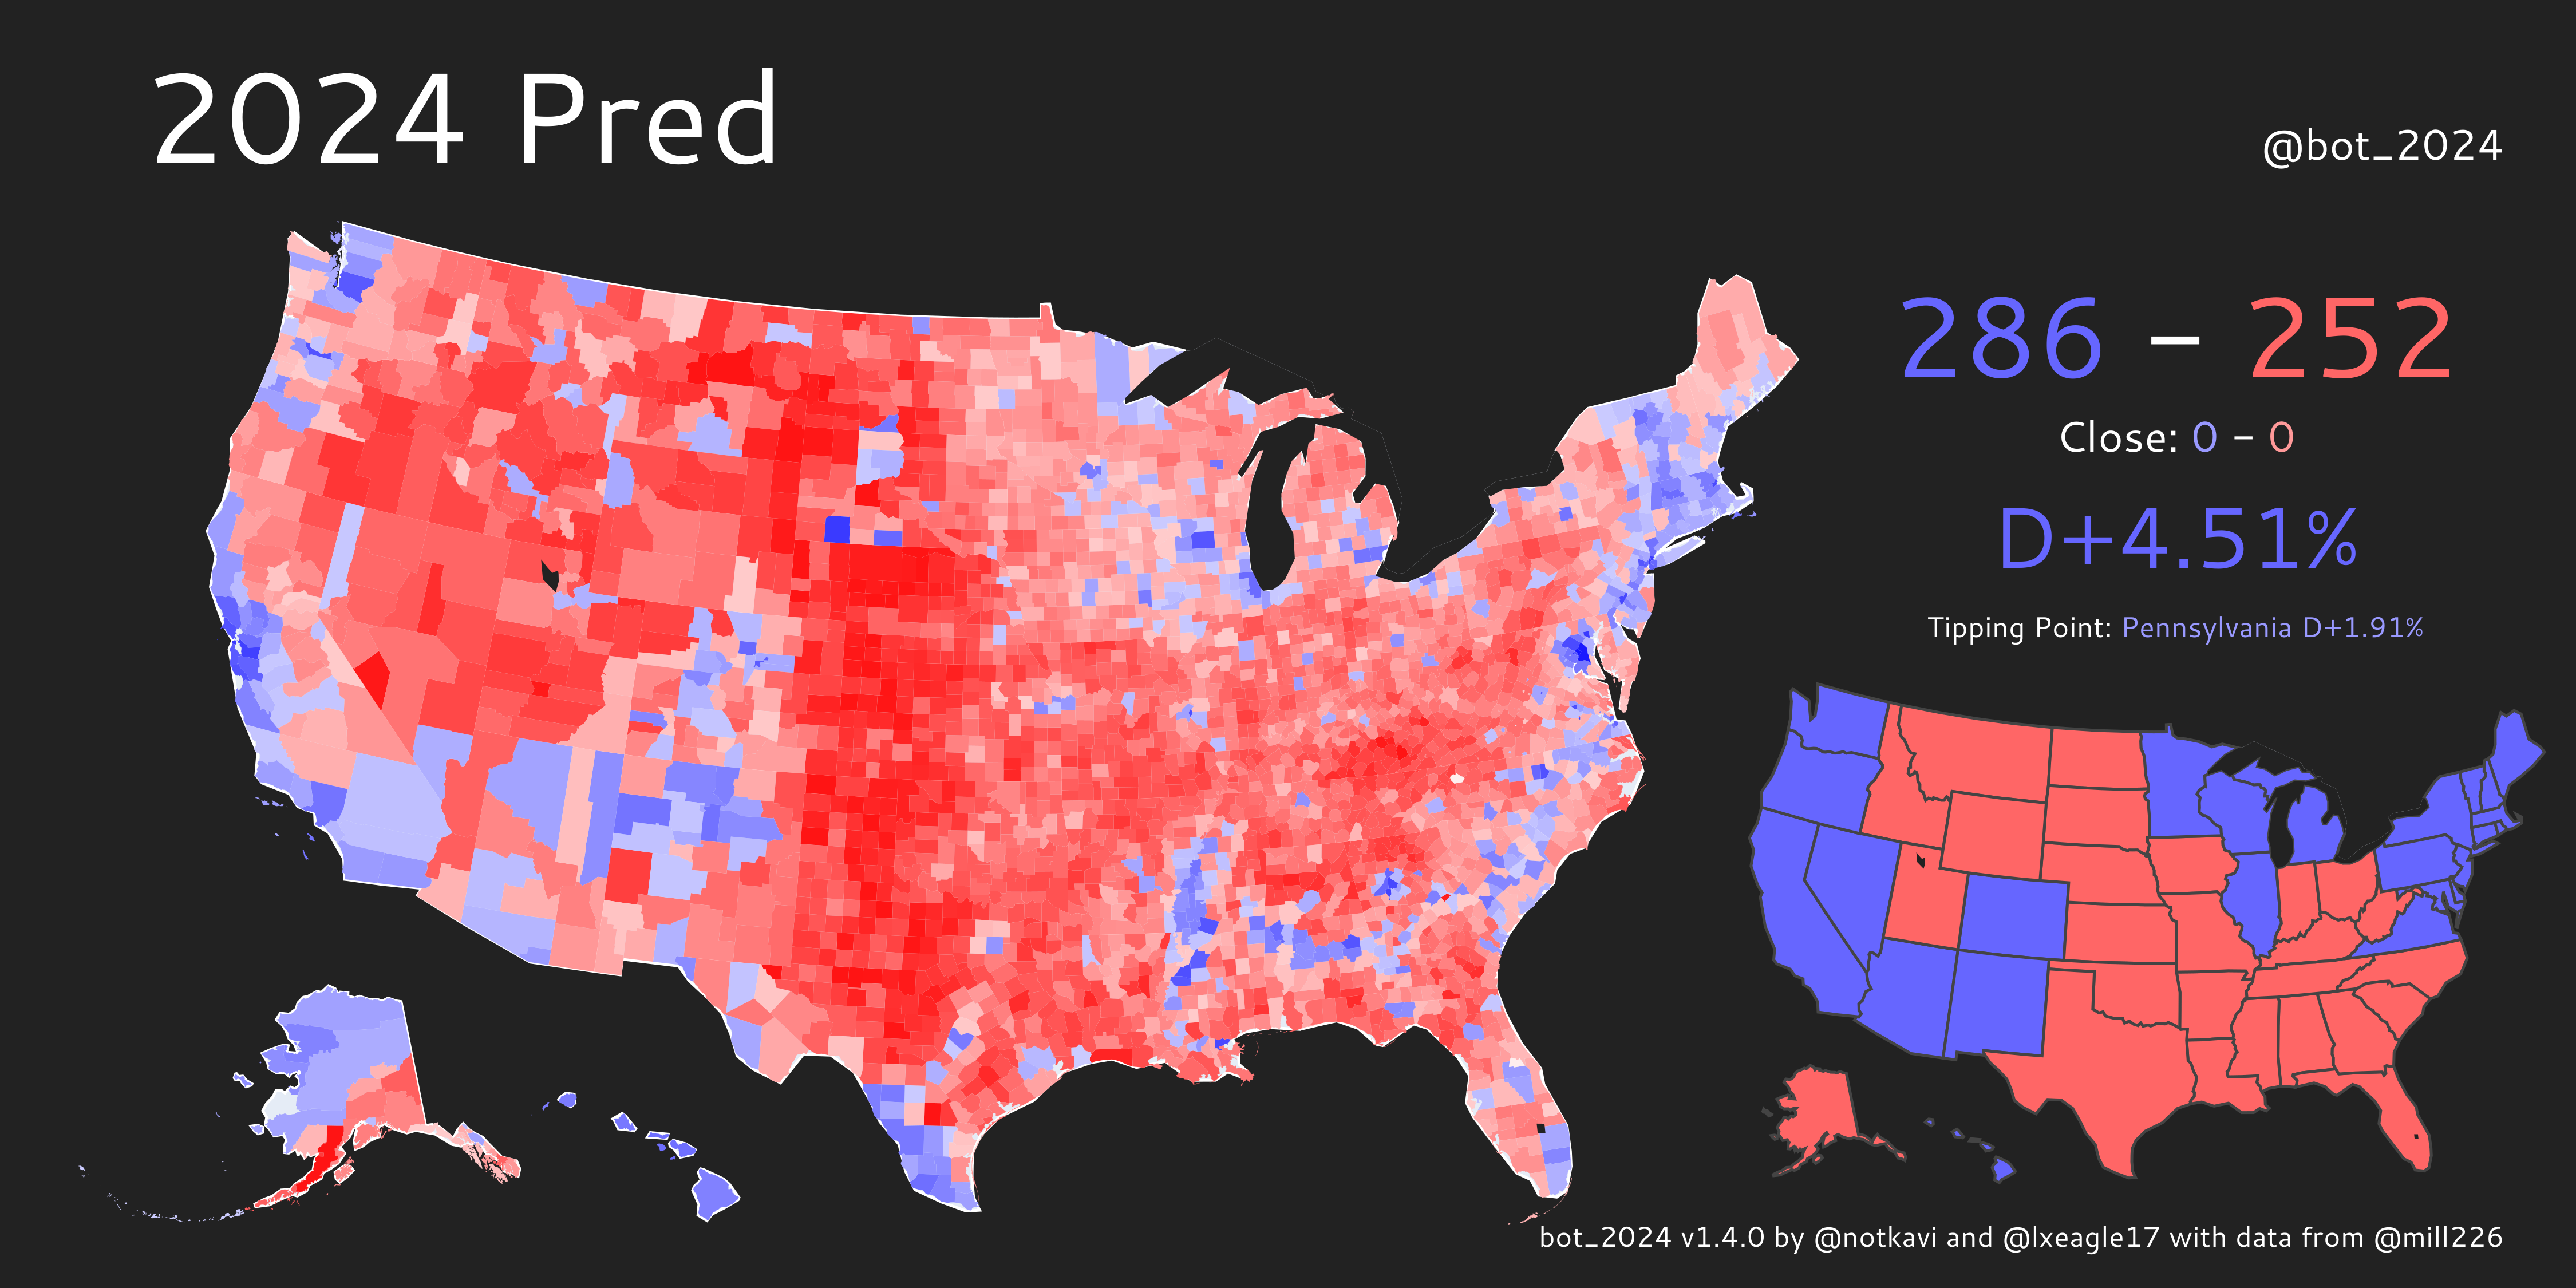 2024 Pred
@bot_2024
286 – 252
Close: 0 – 0
D+4.51%
Tipping Point: Pennsylvania D+1.91%
bot_2024 v1.4.0 by @notkavi and @lxeagle17 with data from @mill226